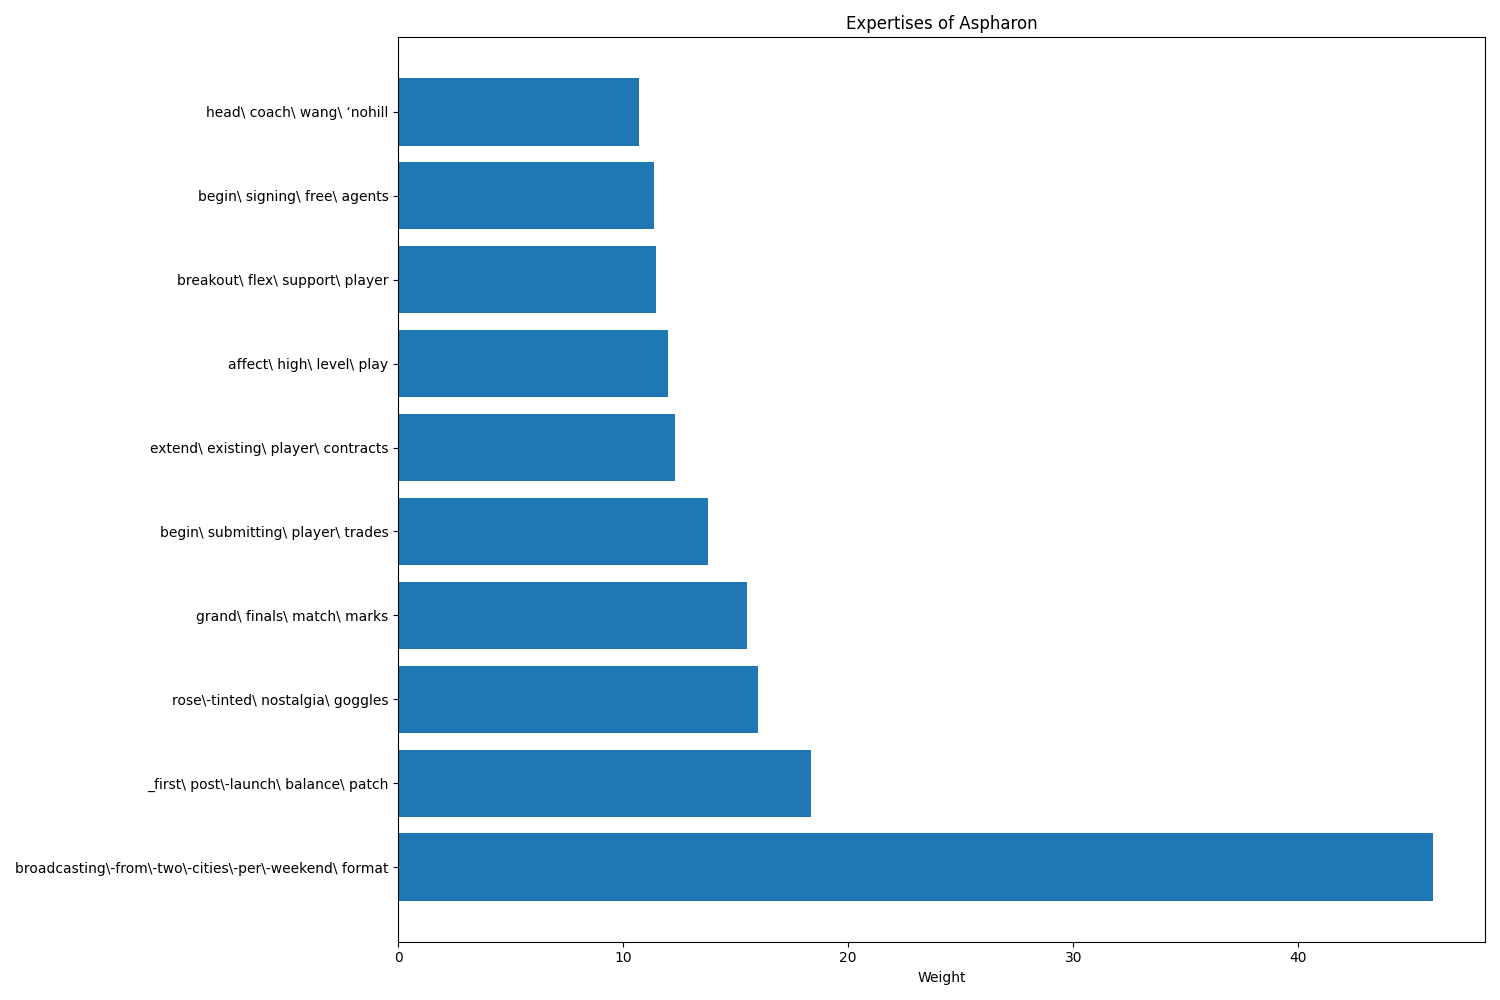 Expertises of Aspharon
head\ coach\ wang\ ‘nohill
begin\ signing\ free\ agents
breakout\ flex\ support\ player
affect\ high\ level\ play
extend\ existing\ player\ contracts
begin\ submitting\ player\ trades
grand\ finals\ match\ marks
rose\-tinted\ nostalgia\ goggles
_first\ post\-launch\ balance\ patch
broadcasting\-from\-two\-cities\-per\-weekend\ format
0 10 20 30 40
Weight